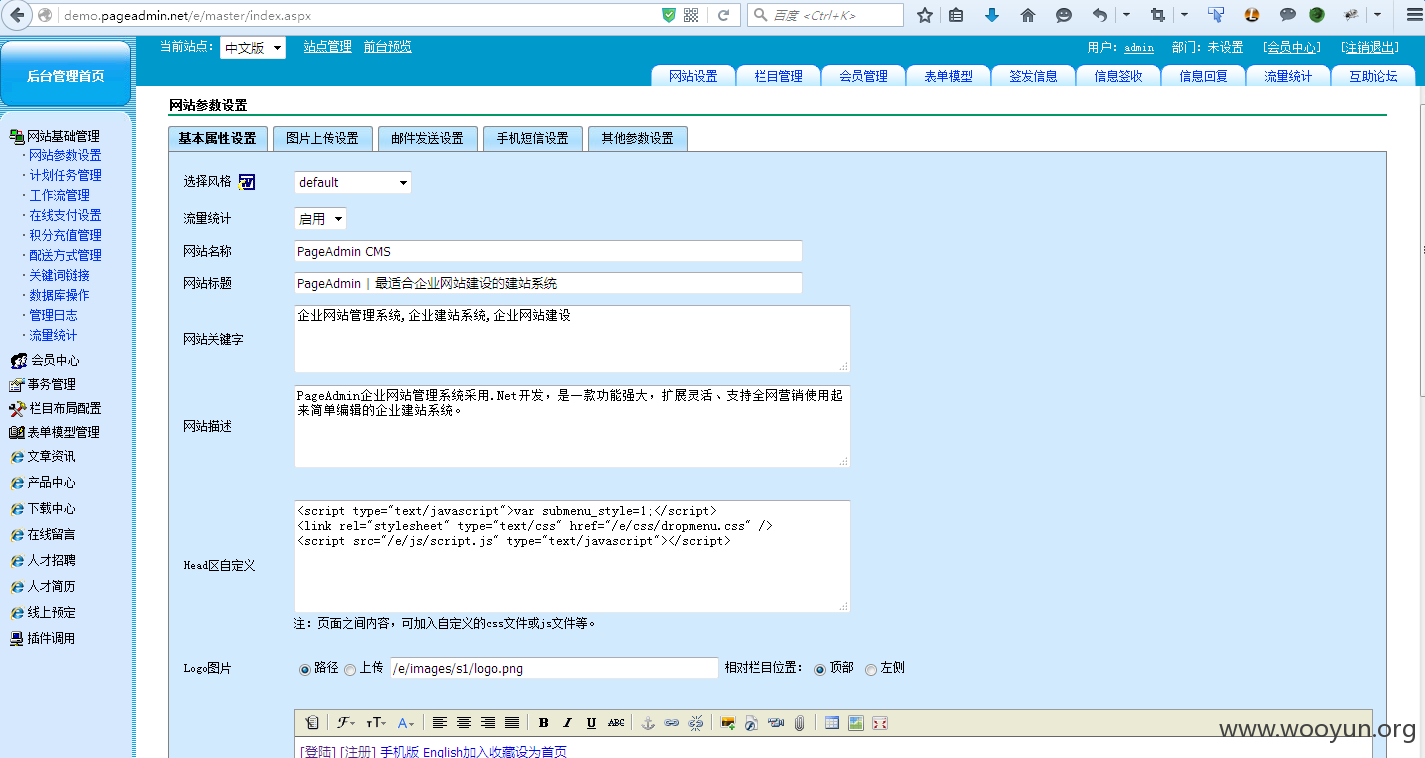 demo.pageadmin.net/e/master/index.aspx
百度 <Ctrl+K>
后台管理首页
当前站点：
中文版
站点管理
前台预览
用户：admin
部门：未设置
[会员中心]
[注销退出]
网站设置
栏目管理
会员管理
表单模型
签发信息
信息签收
信息回复
流量统计
互助论坛
网站基础管理
·网站参数设置
·计划任务管理
·工作流管理
·在线支付设置
·积分充值管理
·配送方式管理
·关键词链接
·数据库操作
·管理日志
·流量统计
会员中心
事务管理
栏目布局配置
表单模型管理
文章资讯
产品中心
下载中心
在线留言
人才招聘
人才简历
线上预定
插件调用
网站参数设置
基本属性设置
图片上传设置
邮件发送设置
手机短信设置
其他参数设置
选择风格
default
流量统计
启用
网站名称
PageAdmin CMS
网站标题
PageAdmin | 最适合企业网站建设的建站系统
网站关键字
企业网站管理系统,企业建站系统,企业网站建设
网站描述
PageAdmin企业网站管理系统采用.Net开发，是一款功能强大，扩展灵活、支持全网营销使用起
来简单编辑的企业建站系统。
Head区自定义
<script type="text/javascript">var submenu_style=1;</script>
<link rel="stylesheet" type="text/css" href="/e/css/dropmenu.css" />
<script src="/e/js/script.js" type="text/javascript"></script>
注：页面之间内容，可加入自定义的css文件或js文件等。
Logo图片
路径
上传
/e/images/s1/logo.png
相对栏目位置：
顶部
左侧
F
тT
A
B
I
U
ABC
[登陆] [注册] 手机版 English加入收藏设为首页
www.wooyun.org